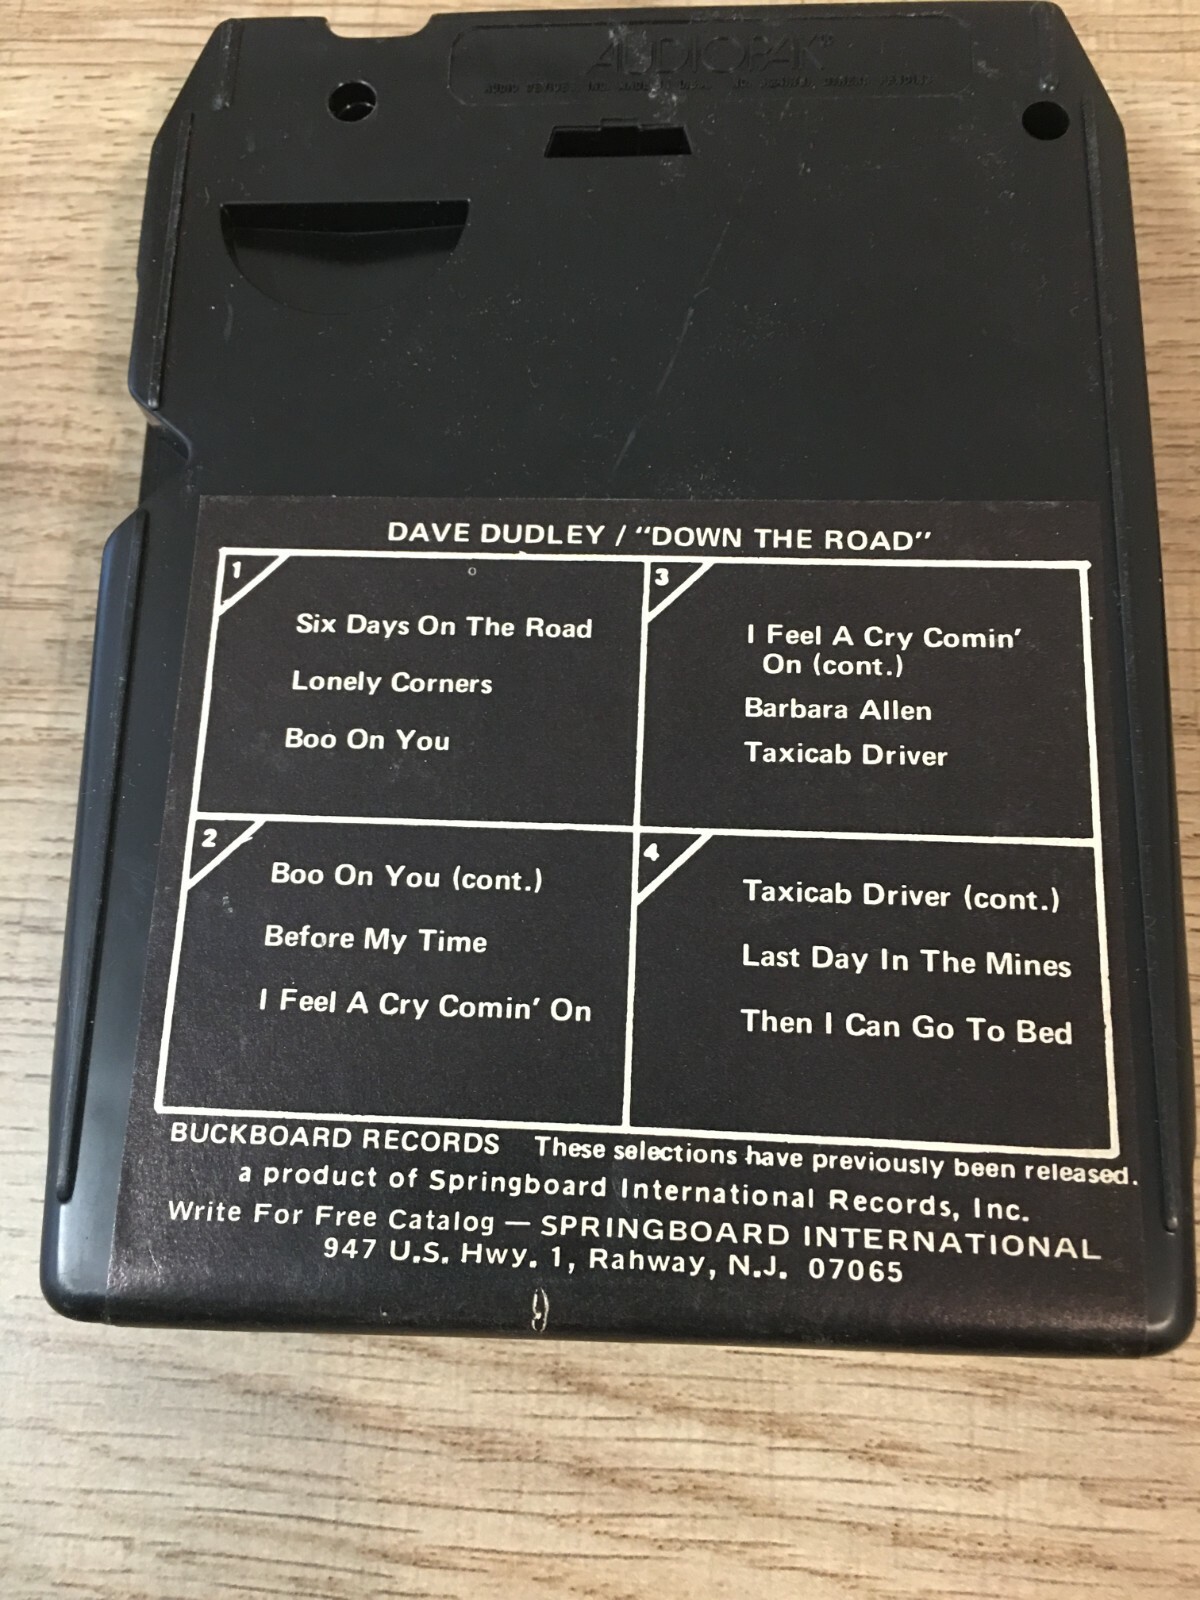 AUDIOPAK®
DAVE DUDLEY / "DOWN THE ROAD"
1
Six Days On The Road
Lonely Corners
Boo On You
2
Boo On You (cont.)
Before My Time
I Feel A Cry Comin' On
3
I Feel A Cry Comin'
On (cont.)
Barbara Allen
Taxicab Driver
4
Taxicab Driver (cont.)
Last Day In The Mines
Then I Can Go To Bed
BUCKBOARD RECORDS These selections have previously been released.
a product of Springboard International Records, Inc.
Write For Free Catalog — SPRINGBOARD INTERNATIONAL
947 U.S. Hwy. 1, Rahway, N.J. 07065